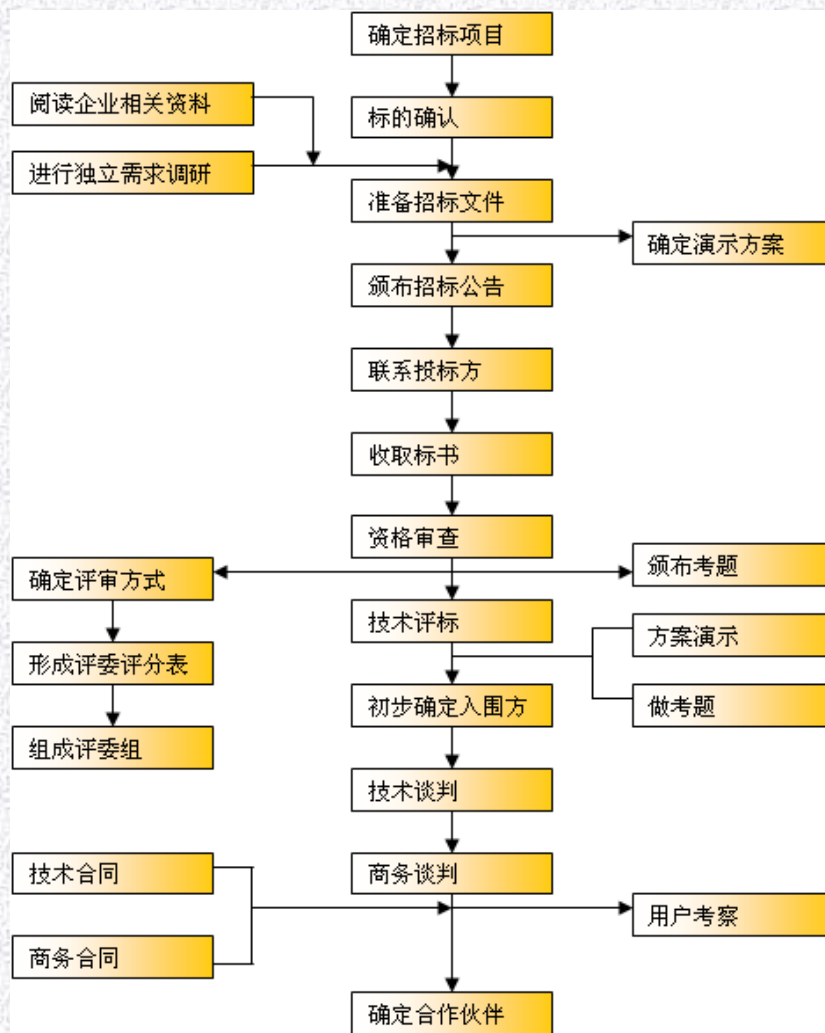 确定招标项目
阅读企业相关资料
标的确认
进行独立需求调研
准备招标文件
确定演示方案
颁布招标公告
联系投标方
收取标书
资格审查
确定评审方式
颁布考题
技术评标
方案演示
形成评委评分表
初步确定入围方
做考题
组成评委组
技术谈判
技术合同
商务谈判
用户考察
商务合同
确定合作伙伴